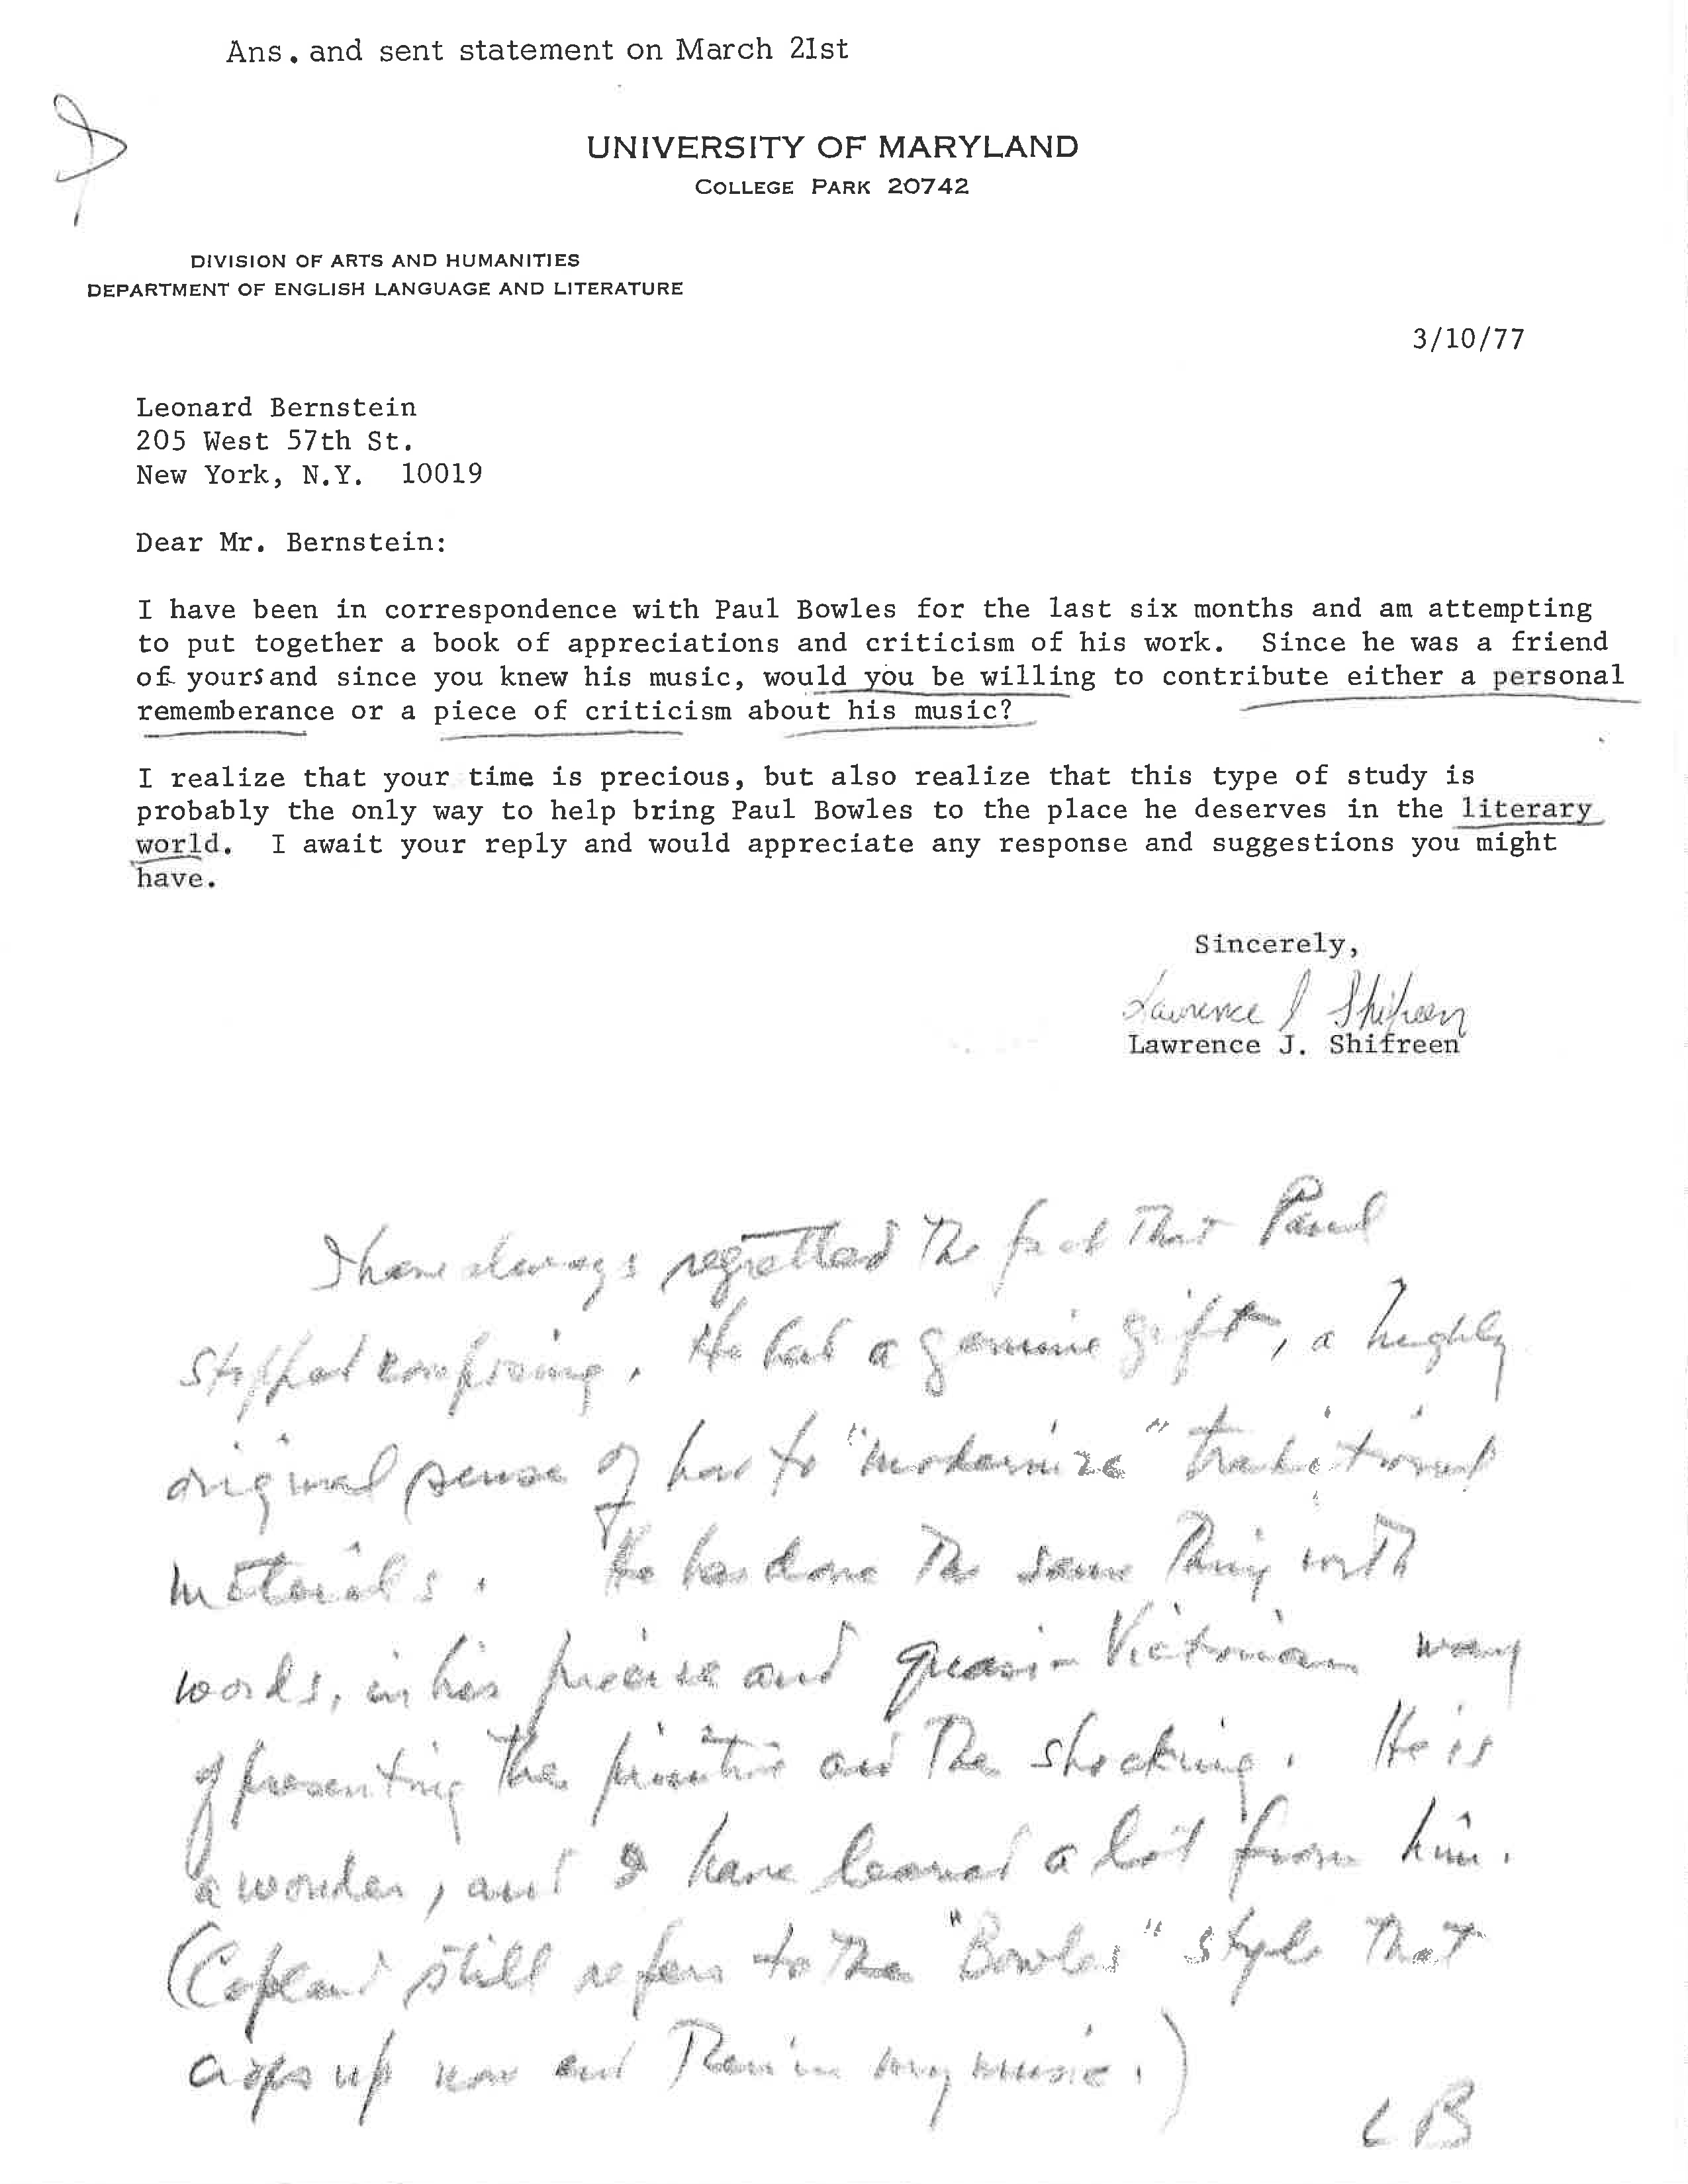 Ans. and sent statement on March 21st
UNIVERSITY OF MARYLAND
COLLEGE PARK 20742
DIVISION OF ARTS AND HUMANITIES
DEPARTMENT OF ENGLISH LANGUAGE AND LITERATURE
3/10/77
Leonard Bernstein
205 West 57th St.
New York, N.Y. 10019
Dear Mr. Bernstein:
I have been in correspondence with Paul Bowles for the last six months and am attempting
to put together a book of appreciations and criticism of his work. Since he was a friend
of yours and since you knew his music, would you be willing to contribute either a personal
rememberance or a piece of criticism about his music?
I realize that your time is precious, but also realize that this type of study is
probably the only way to help bring Paul Bowles to the place he deserves in the literary
world. I await your reply and would appreciate any response and suggestions you might
have.
Sincerely,
Lawrence J Shifreen
Lawrence J. Shifreen
I have always regretted the fact that Paul
stopped composing. He had a genuine gift, a highly
original sense of how to "modernize" traditional
materials. He has done the same thing with
words, in his precise and quasi-Victorian way
of presenting the primitive and the shocking. He is
a wonder, and I have learned a lot from him.
(Copland still refers to the "Bowles" style that
crops up now and then in my music.)
LB